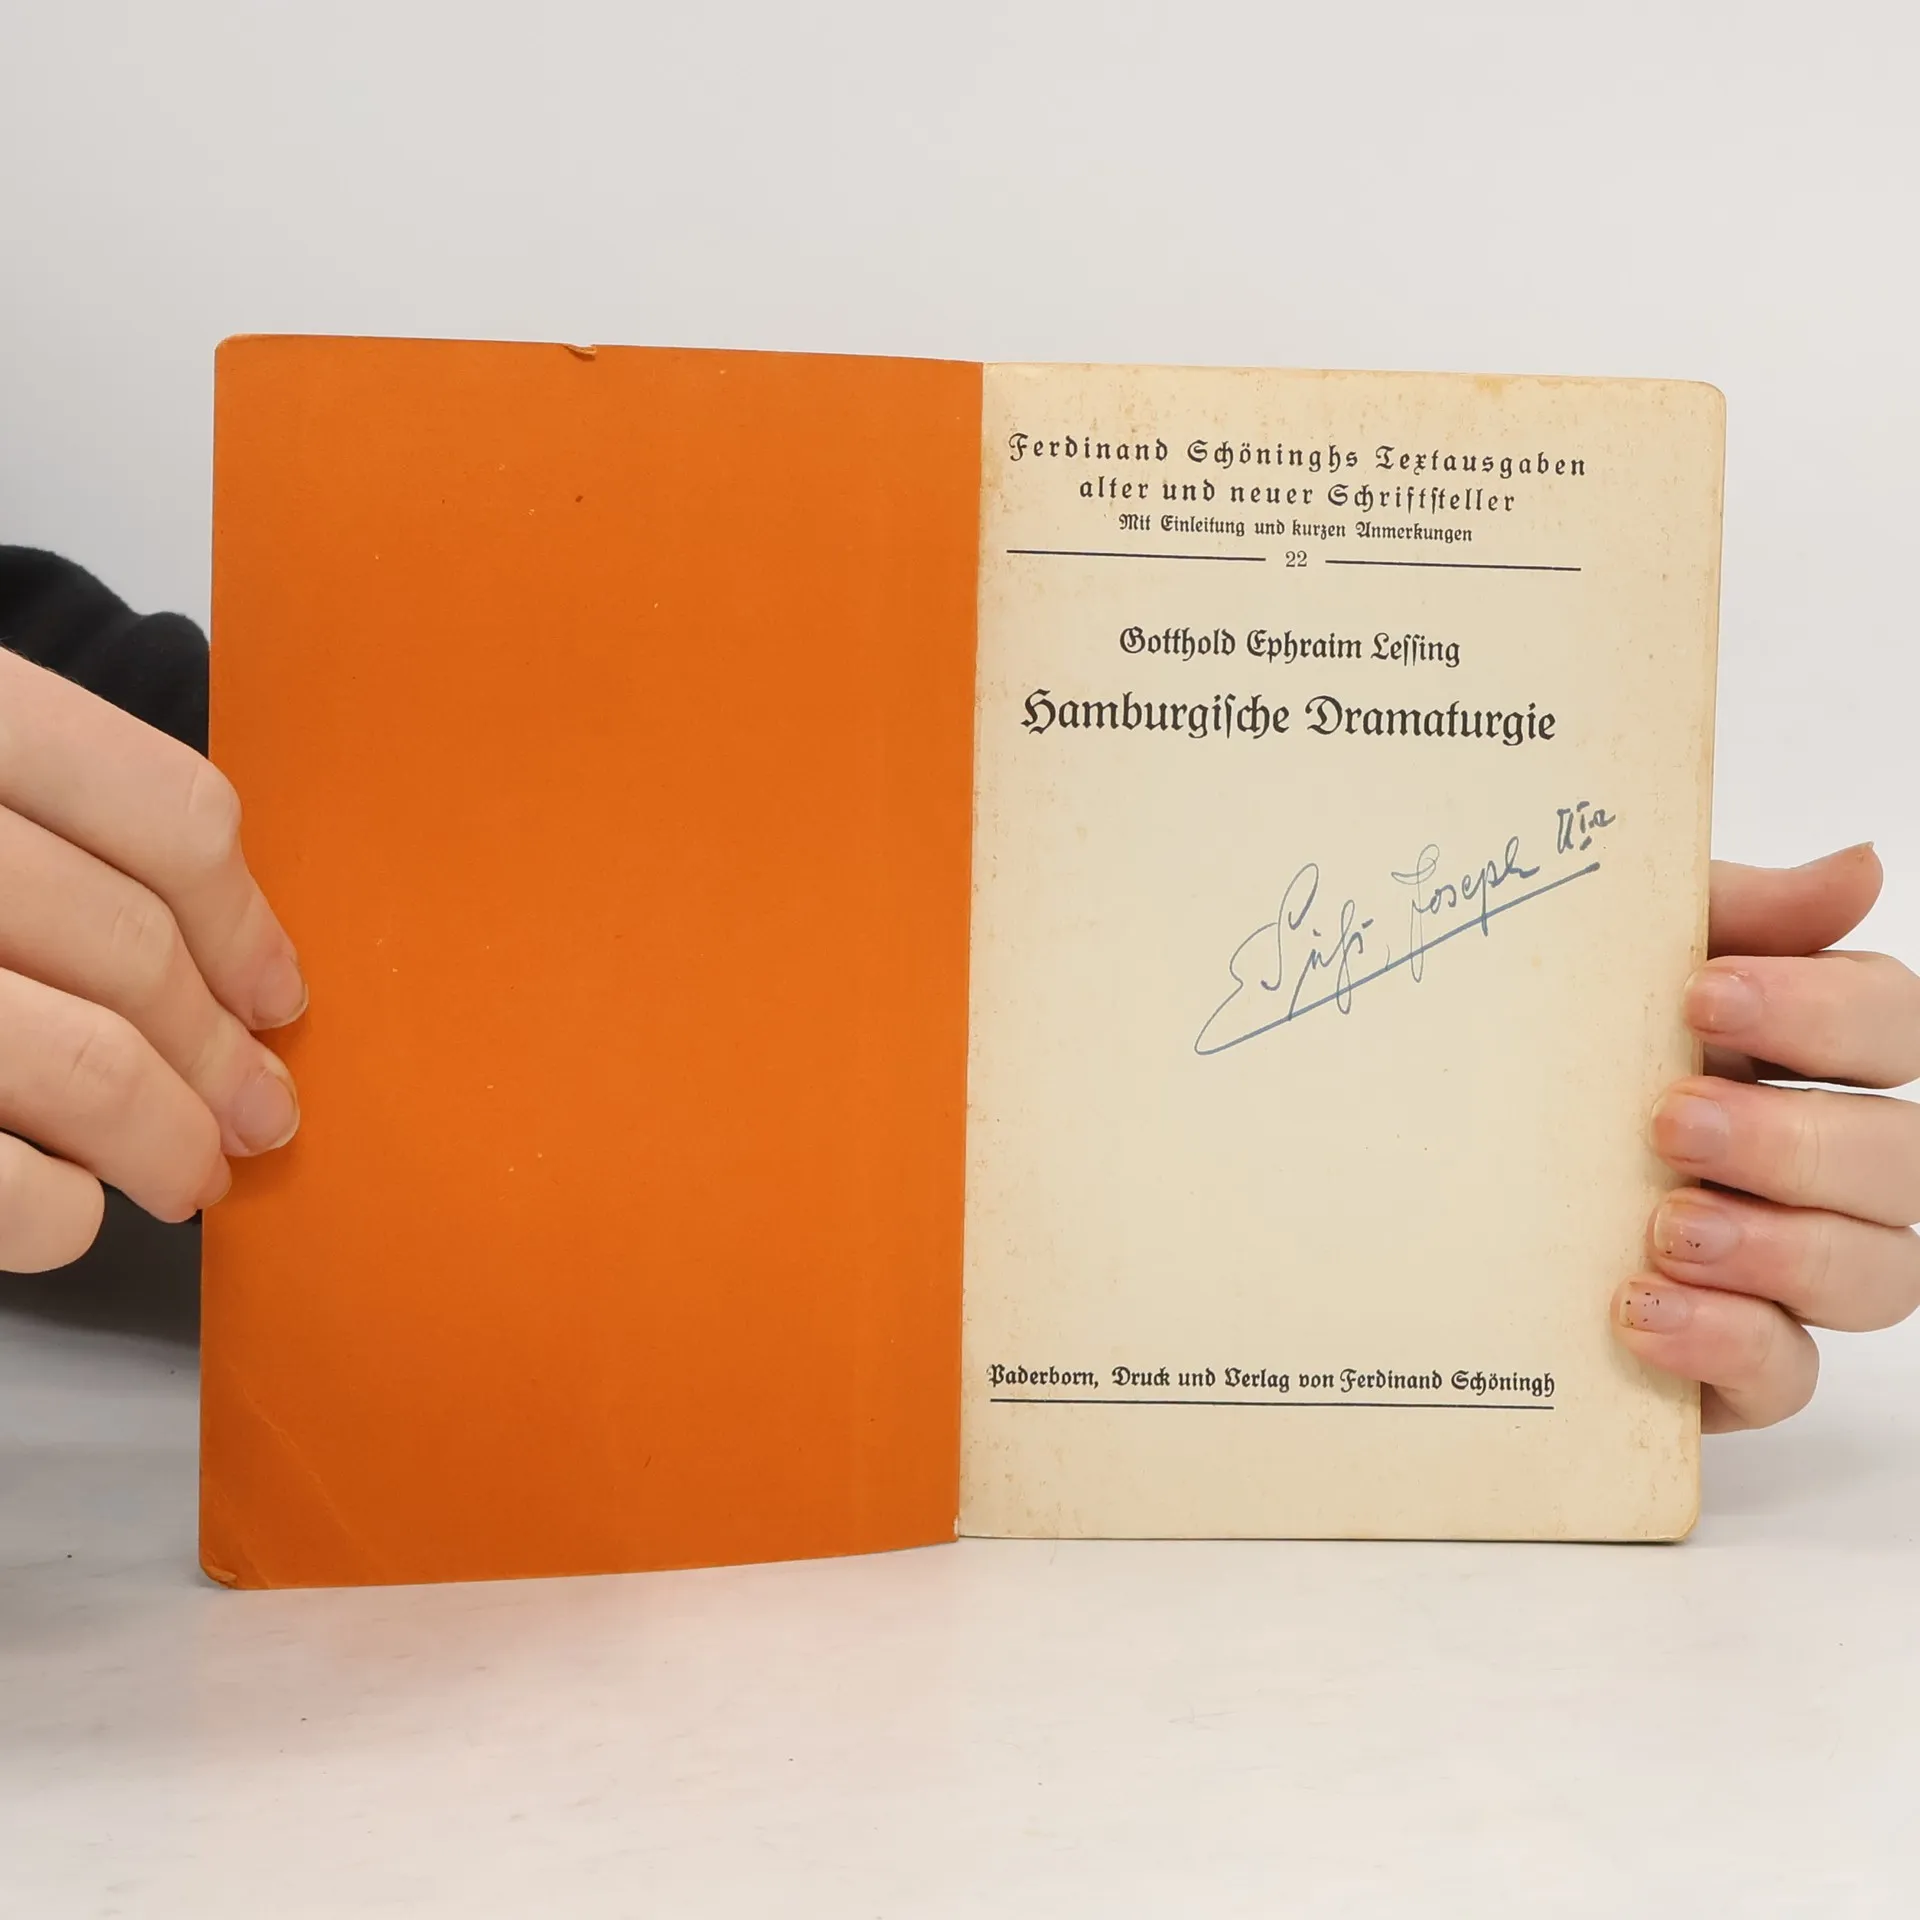 Ferdinand Schöninghs Textausgaben
alter und neuer Schriftsteller
Mit Einleitung und kurzen Anmerkungen
22
Gotthold Ephraim Lessing
Hamburgische Dramaturgie
Joseph
Paderborn, Druck und Verlag von Ferdinand Schöningh